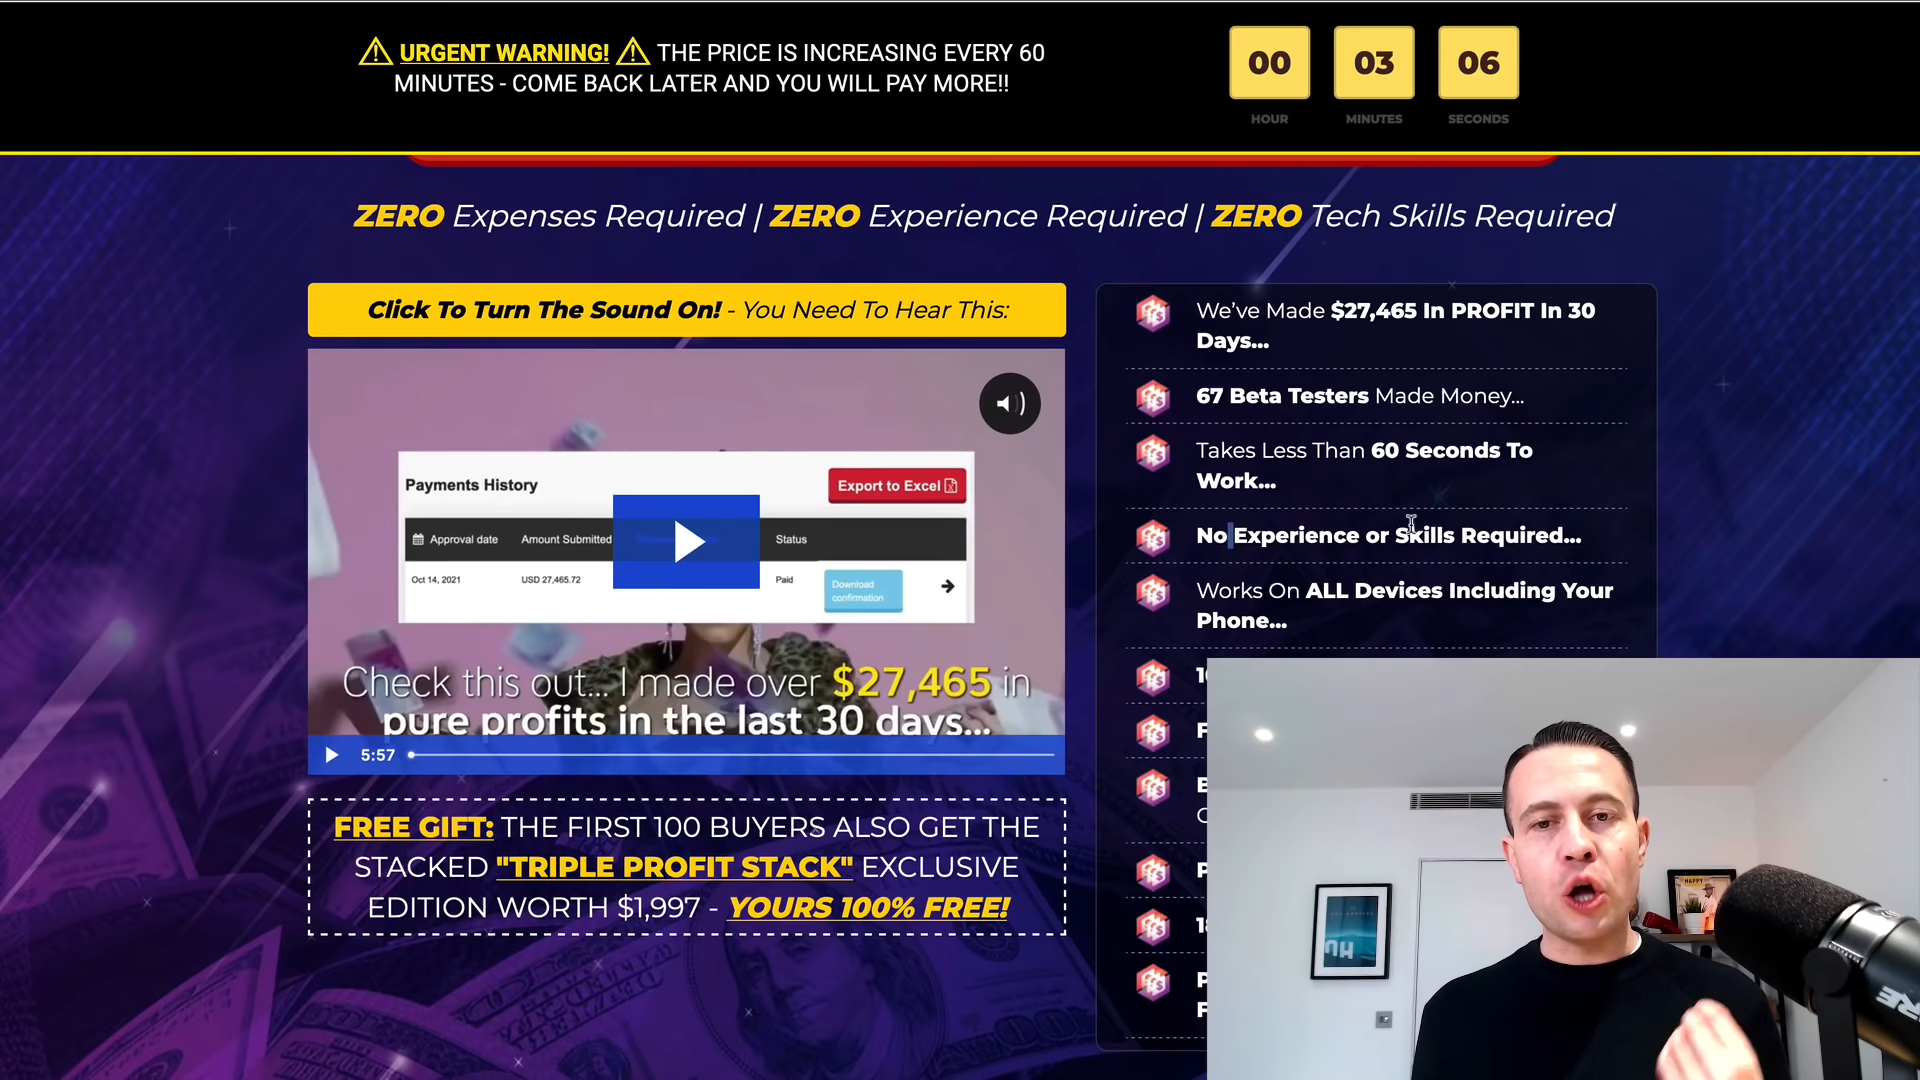 URGENT WARNING! THE PRICE IS INCREASING EVERY 60
MINUTES - COME BACK LATER AND YOU WILL PAY MORE!!
00 03 06
HOUR MINUTES SECONDS
ZERO Expenses Required | ZERO Experience Required | ZERO Tech Skills Required
Click To Turn The Sound On! - You Need To Hear This:
Payments History
Export to Excel
Approval date Amount Submitted Status
Oct 14, 2021 USD 27,465.72 Paid
Download
confirmation
Check this out... I made over $27,465 in
pure profits in the last 30 days...
5:57
FREE GIFT: THE FIRST 100 BUYERS ALSO GET THE
STACKED "TRIPLE PROFIT STACK" EXCLUSIVE
EDITION WORTH $1,997 - YOURS 100% FREE!
We've Made $27,465 In PROFIT In 30
Days...
67 Beta Testers Made Money...
Takes Less Than 60 Seconds To
Work...
No Experience or Skills Required...
Works On ALL Devices Including Your
Phone...
HAPPY